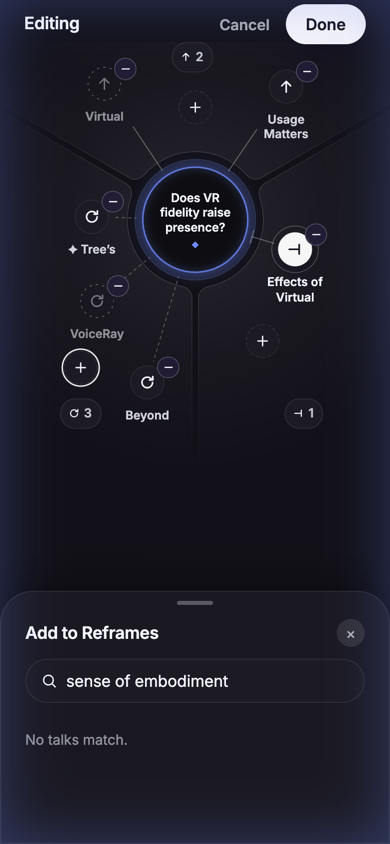 Editing
Cancel
Done
2
Virtual
Usage
Matters
Does VR
fidelity raise
presence?
Tree's
Effects of
Virtual
VoiceRay
Beyond
3
1
Add to Reframes
sense of embodiment
No talks match.